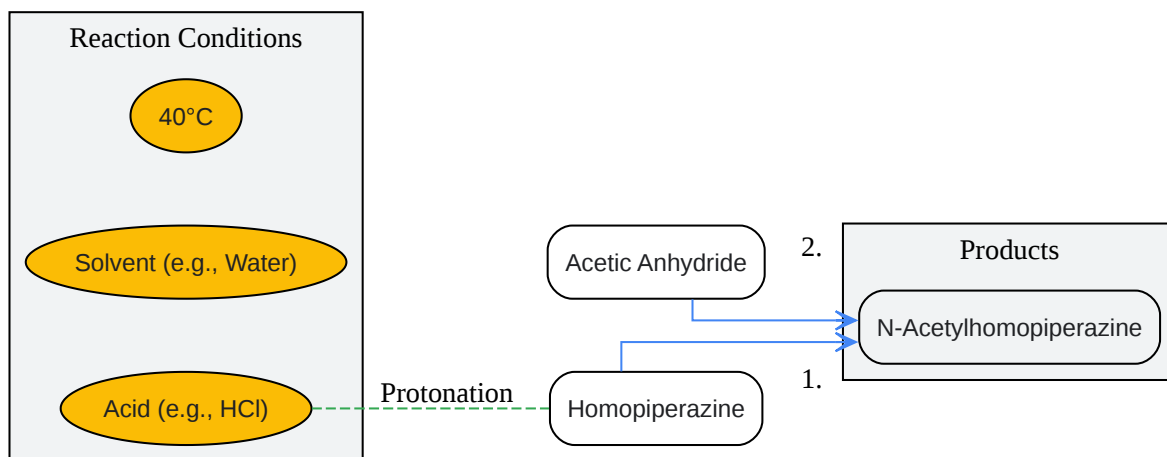 Reaction Conditions
40°C
Solvent (e.g., Water)
Acid (e.g., HCl)
Protonation
Acetic Anhydride
Homopiperazine
2.
1.
Products
N-Acetylhomopiperazine